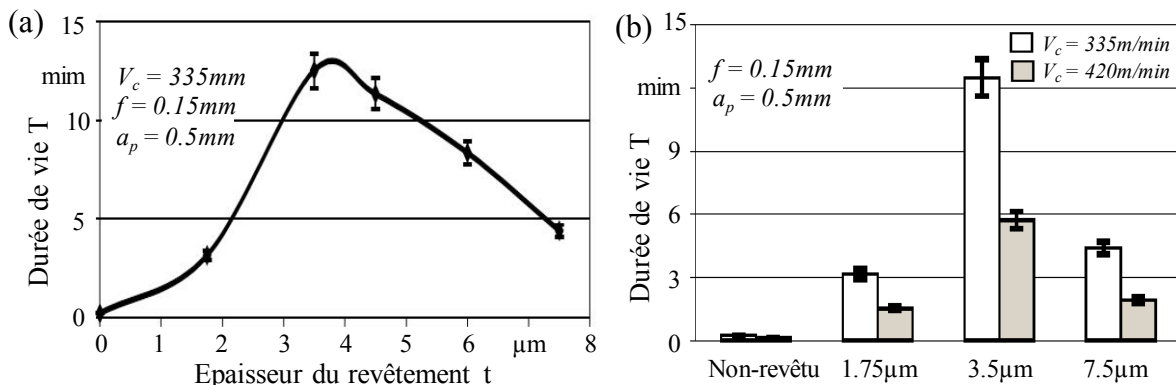 (a)
15
mim
10
5
0
Durée de vie T
V_c = 335mm
f = 0.15mm
a_p = 0.5mm
0 1 2 3 4 5 6 µm 8
Epaisseur du revêtement t
(b)
15
mim
9
6
3
0
Durée de vie T
f = 0.15mm
a_p = 0.5mm
V_c = 335m/min
V_c = 420m/min
Non-revêtu 1.75µm 3.5µm 7.5µm